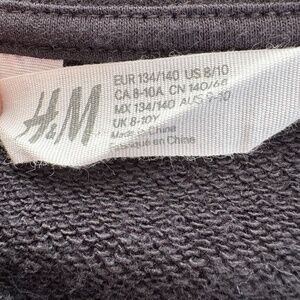 H&M
EUR 134/140 US 8/10
CA 8-10A CN 140/68
MX 134/140 AUS 9-10
UK 8-10Y
Made in China
Fabriqué en Chine